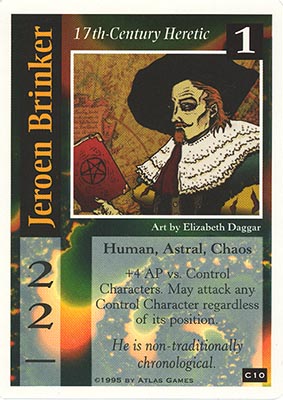 Jeroen Brinker
17th-Century Heretic
1
Art by Elizabeth Daggar
Human, Astral, Chaos
+4 AP vs. Control
Characters. May attack any
Control Character regardless
of its position.
He is non-traditionally
chronological.
2
2
©1995 BY ATLAS GAMES
C10